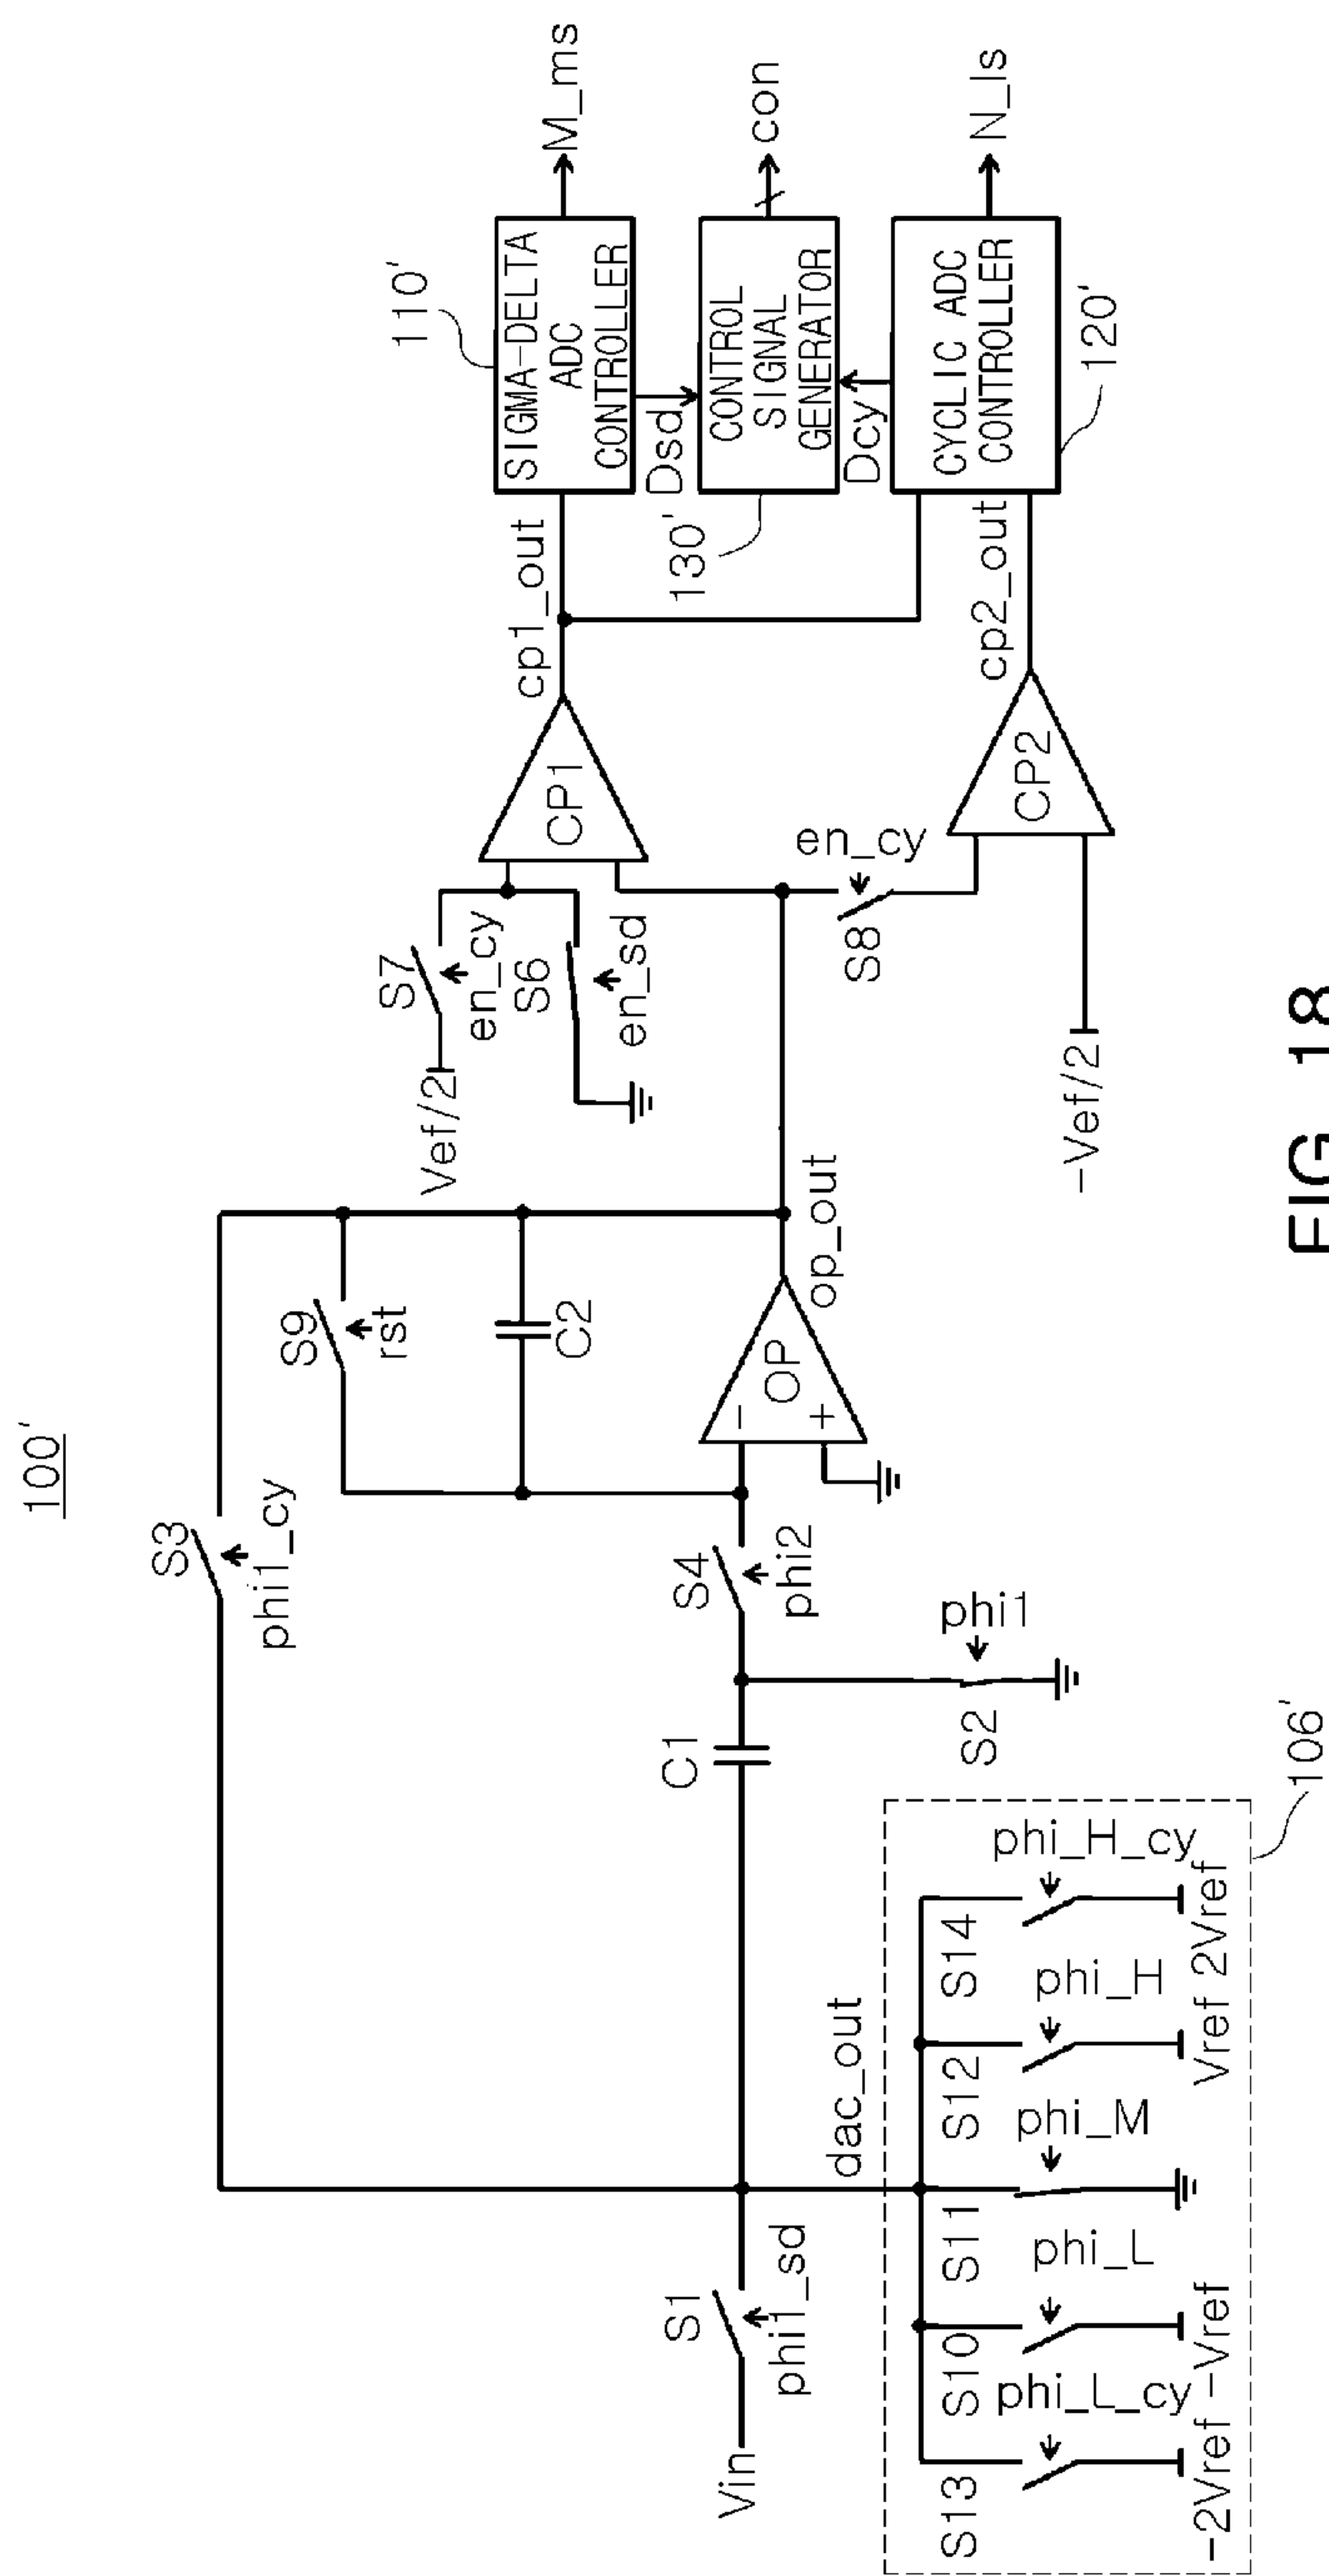 100'
S3
phi1_cy
S9
rst
C2
S1
phi1_sd
Vin
C1
S4
phi2
OP
-
+
op_out
S2
phi1
dac_out
S13
phi_L_cy
-2Vref
S10
phi_L
-Vref
S11
phi_M
S12
phi_H
Vref
S14
phi_H_cy
2Vref
106'
S7
en_cy
Vef/2
S6
en_sd
CP1
cp1_out
S8
en_cy
CP2
cp2_out
-Vef/2
110'
SIGMA-DELTA
ADC
CONTROLLER
M_ms
Dsd
130'
CONTROL
SIGNAL
GENERATOR
con
Dcy
CYCLIC ADC
CONTROLLER
120'
N_ls
FIG. 18